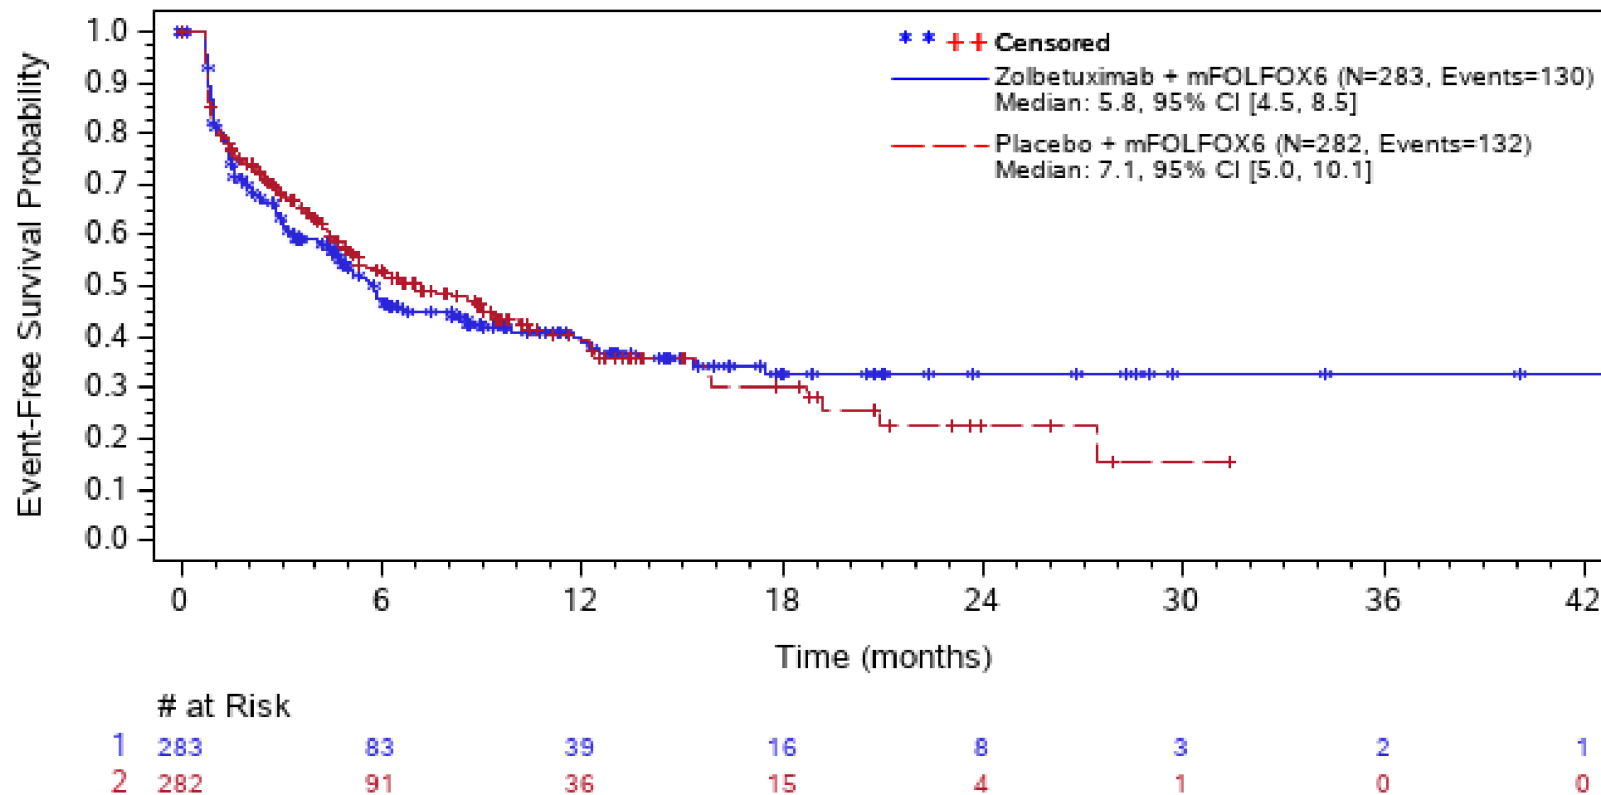 Event-Free Survival Probability
1.0
0.9
0.8
0.7
0.6
0.5
0.4
0.3
0.2
0.1
0.0
** ++ Censored
Zolbetuximab + mFOLFOX6 (N=283, Events=130)
Median: 5.8, 95% CI [4.5, 8.5]
Placebo + mFOLFOX6 (N=282, Events=132)
Median: 7.1, 95% CI [5.0, 10.1]
0 6 12 18 24 30 36 42
Time (months)
# at Risk
1 283 83 39 16 8 3 2 1
2 282 91 36 15 4 1 0 0